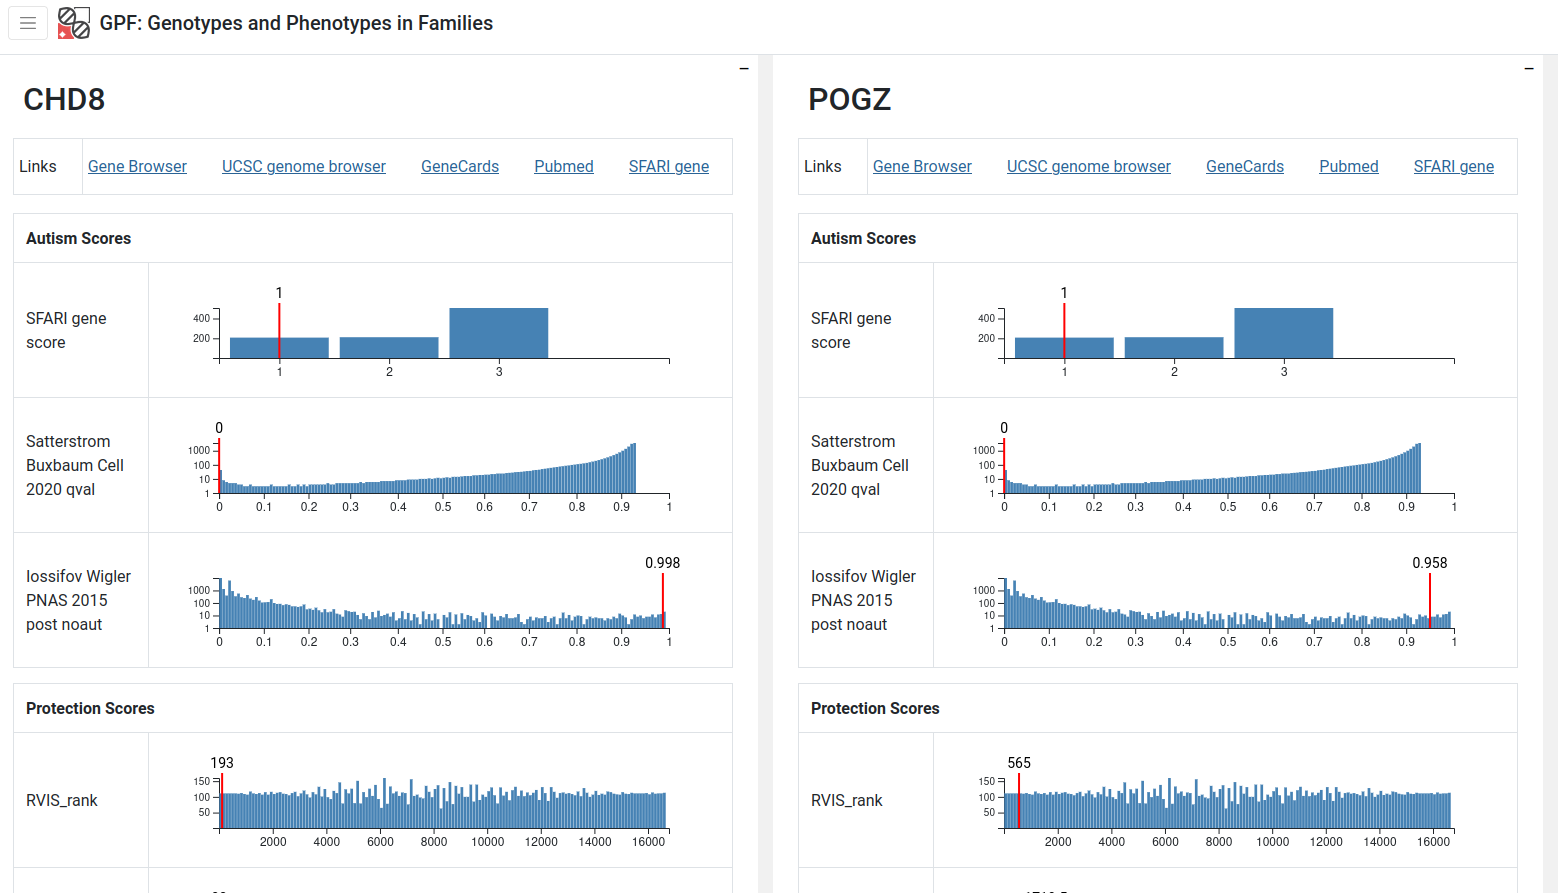 GPF: Genotypes and Phenotypes in Families
CHD8
Links Gene Browser UCSC genome browser GeneCards Pubmed SFARI gene
Autism Scores
SFARI gene
score
1
400
200
1 2 3
Satterstrom
Buxbaum Cell
2020 qval
0
1000
100
10
1
0 0.1 0.2 0.3 0.4 0.5 0.6 0.7 0.8 0.9 1
Iossifov Wigler
PNAS 2015
post noaut
0.998
1000
100
10
1
0 0.1 0.2 0.3 0.4 0.5 0.6 0.7 0.8 0.9 1
Protection Scores
RVIS_rank
193
150
100
50
2000 4000 6000 8000 10000 12000 14000 16000
POGZ
Links Gene Browser UCSC genome browser GeneCards Pubmed SFARI gene
Autism Scores
SFARI gene
score
1
400
200
1 2 3
Satterstrom
Buxbaum Cell
2020 qval
0
1000
100
10
1
0 0.1 0.2 0.3 0.4 0.5 0.6 0.7 0.8 0.9 1
Iossifov Wigler
PNAS 2015
post noaut
0.958
1000
100
10
1
0 0.1 0.2 0.3 0.4 0.5 0.6 0.7 0.8 0.9 1
Protection Scores
RVIS_rank
565
150
100
50
2000 4000 6000 8000 10000 12000 14000 16000